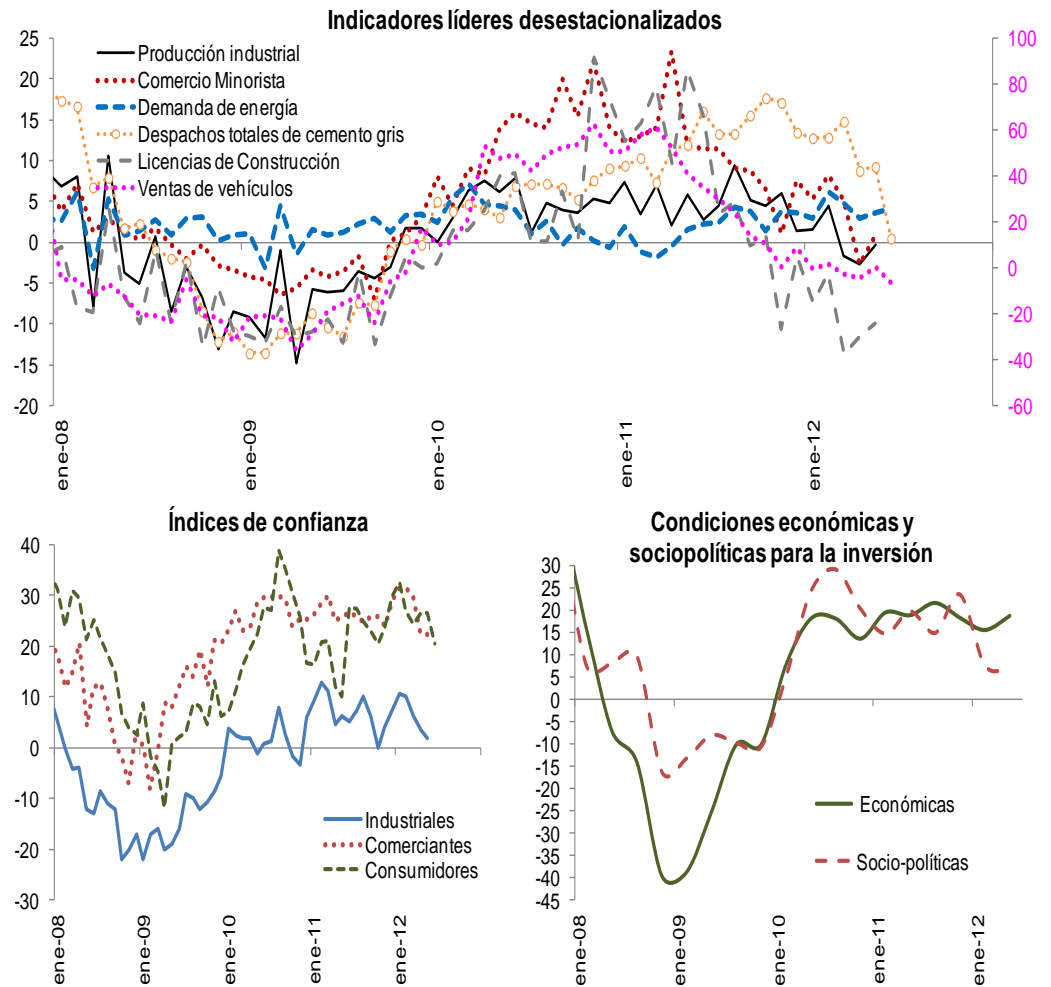 Indicadores líderes desestacionalizados
25
20
15
10
5
0
-5
-10
-15
-20
Producción industrial
Comercio Minorista
Demanda de energía
Despachos totales de cemento gris
Licencias de Construcción
Ventas de vehículos
100
80
60
40
20
0
-20
-40
-60
ene-08
ene-09
ene-10
ene-11
ene-12
Índices de confianza
40
30
20
10
0
-10
-20
-30
Industriales
Comerciantes
Consumidores
ene-08
ene-09
ene-10
ene-11
ene-12
Condiciones económicas y
sociopolíticas para la inversión
30
25
20
15
10
5
0
-5
-10
-15
-20
-25
-30
-35
-40
-45
Económicas
Socio-políticas
ene-08
ene-09
ene-10
ene-11
ene-12